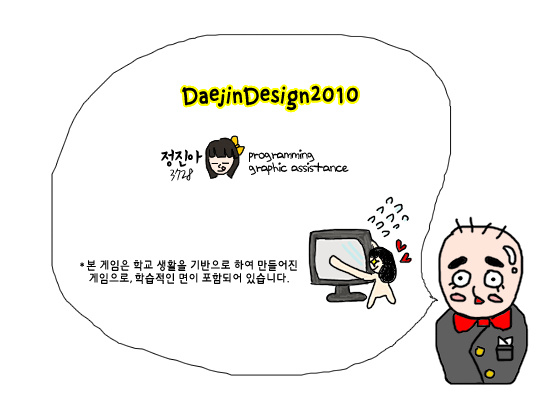 DaejinDesign2010
정진아
3728
programming
graphic assistance
*본 게임은 학교 생활을 기반으로 하여 만들어진
게임으로, 학습적인 면이 포함되어 있습니다.